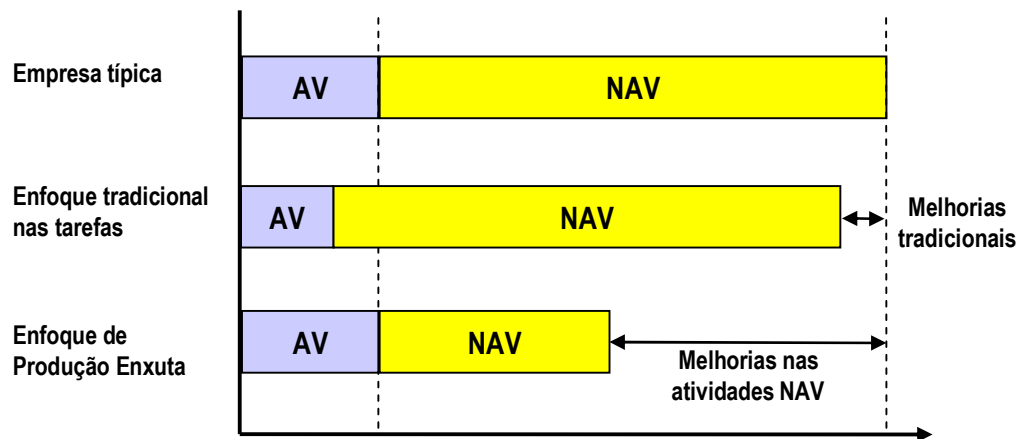 Empresa típica
AV
NAV
Enfoque tradicional
nas tarefas
AV
NAV
Melhorias
tradicionais
Enfoque de
Produção Enxuta
AV
NAV
Melhorias nas
atividades NAV